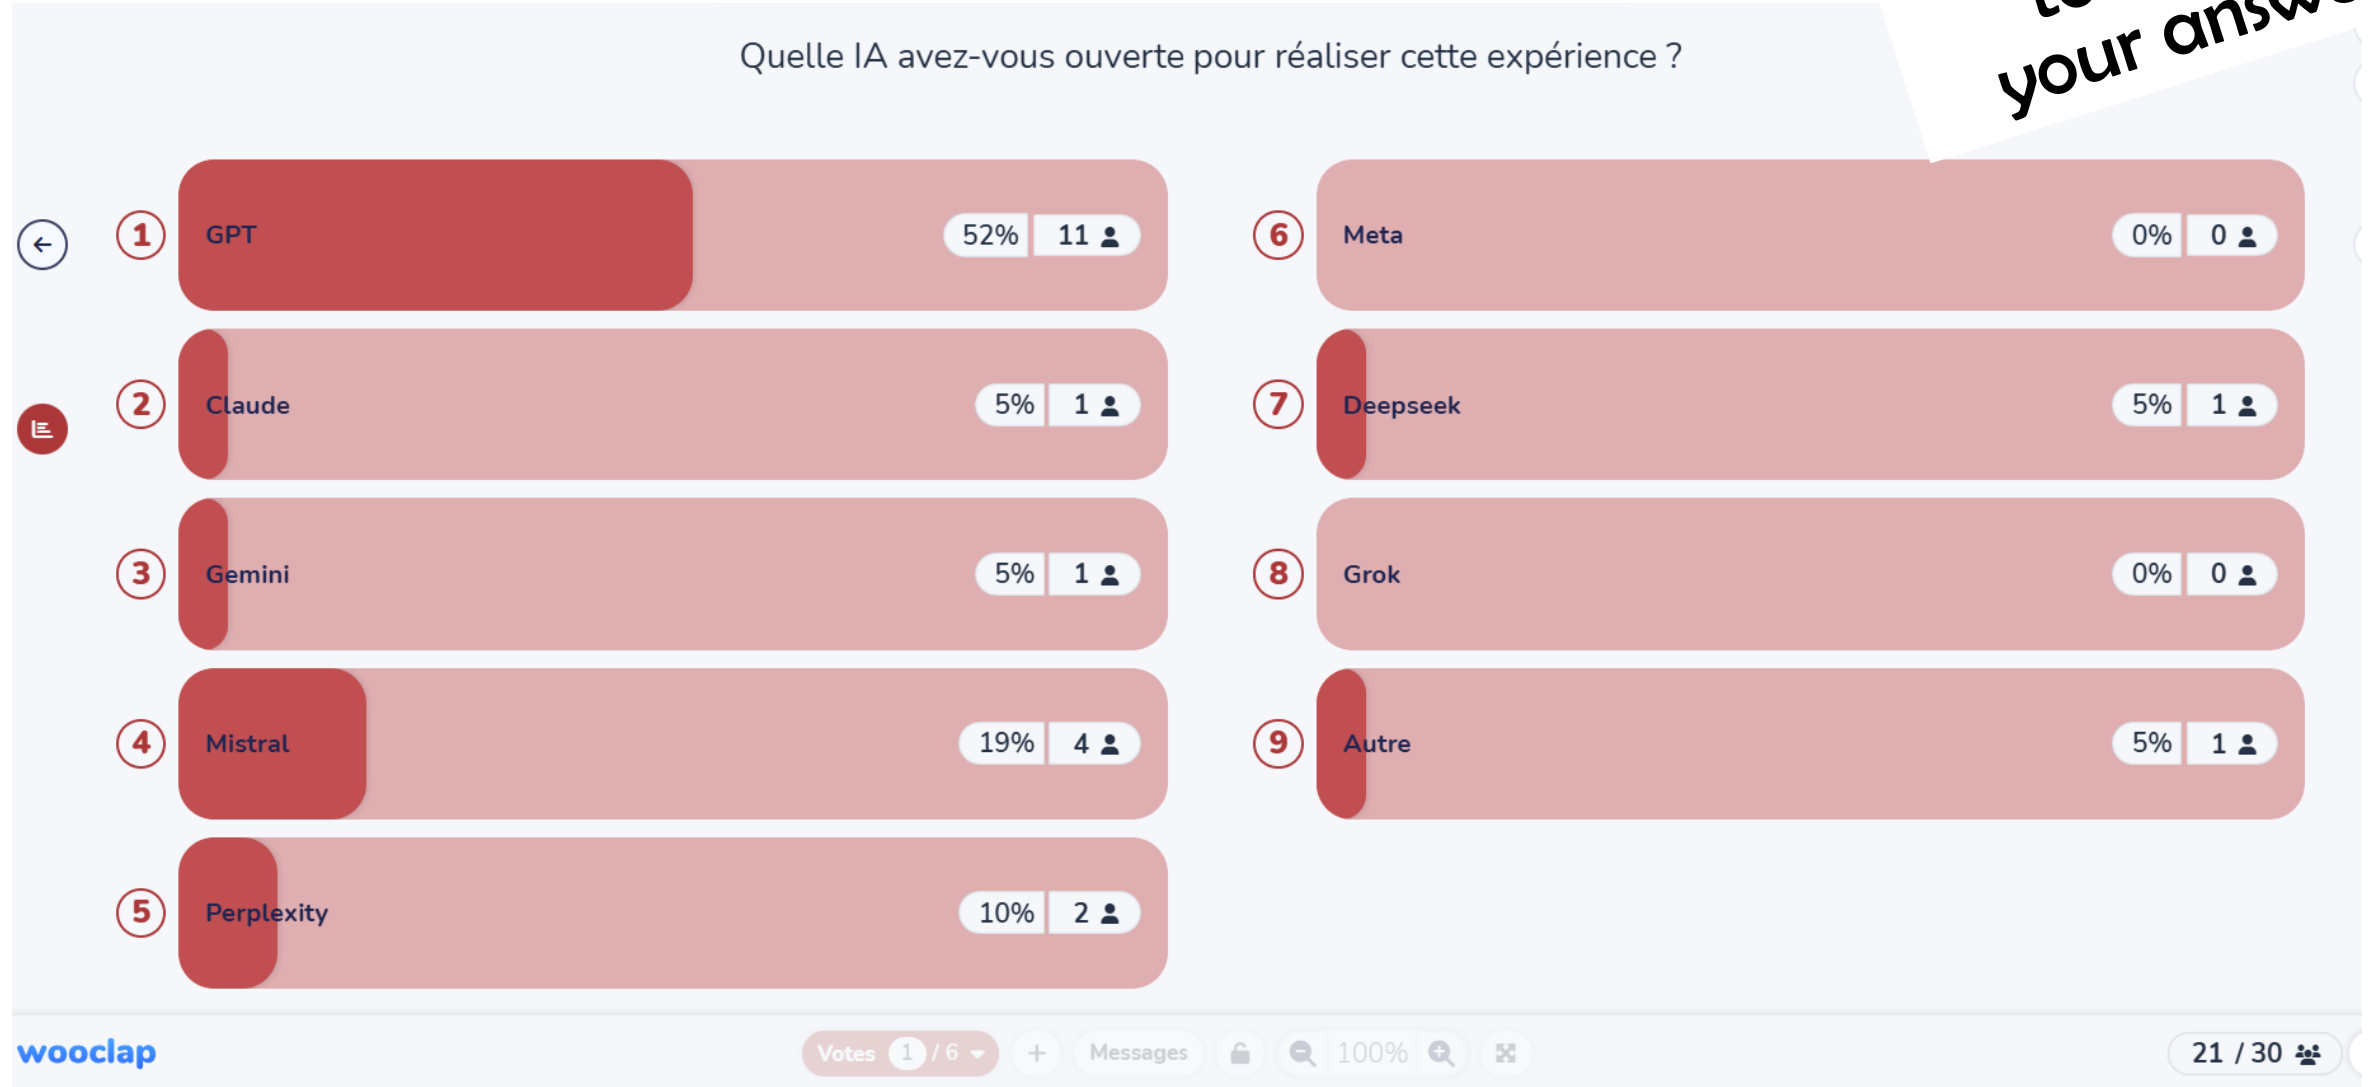 your answe
Quelle IA avez-vous ouverte pour réaliser cette expérience ?
1 GPT 52% 11
2 Claude 5% 1
3 Gemini 5% 1
4 Mistral 19% 4
5 Perplexity 10% 2
6 Meta 0% 0
7 Deepseek 5% 1
8 Grok 0% 0
9 Autre 5% 1
wooclap
Votes 1 / 6
+
Messages
100%
21 / 30